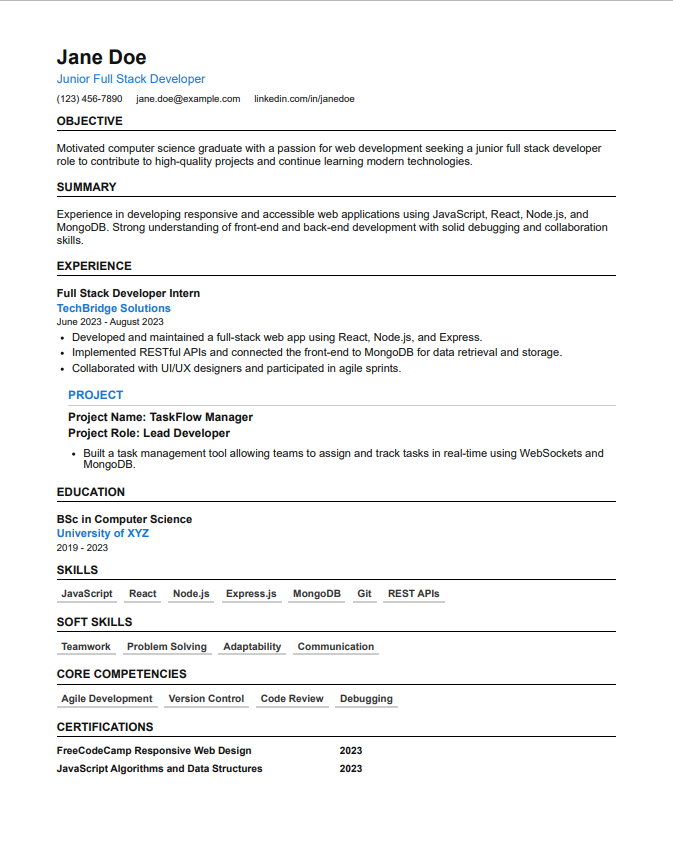 Jane Doe
Junior Full Stack Developer
(123) 456-7890 jane.doe@example.com linkedin.com/in/janedoe
OBJECTIVE
Motivated computer science graduate with a passion for web development seeking a junior full stack developer
role to contribute to high-quality projects and continue learning modern technologies.
SUMMARY
Experience in developing responsive and accessible web applications using JavaScript, React, Node.js, and
MongoDB. Strong understanding of front-end and back-end development with solid debugging and collaboration
skills.
EXPERIENCE
Full Stack Developer Intern
TechBridge Solutions
June 2023 - August 2023
• Developed and maintained a full-stack web app using React, Node.js, and Express.
• Implemented RESTful APIs and connected the front-end to MongoDB for data retrieval and storage.
• Collaborated with UI/UX designers and participated in agile sprints.
PROJECT
Project Name: TaskFlow Manager
Project Role: Lead Developer
• Built a task management tool allowing teams to assign and track tasks in real-time using WebSockets and
MongoDB.
EDUCATION
BSc in Computer Science
University of XYZ
2019 - 2023
SKILLS
JavaScript React Node.js Express.js MongoDB Git REST APIs
SOFT SKILLS
Teamwork Problem Solving Adaptability Communication
CORE COMPETENCIES
Agile Development Version Control Code Review Debugging
CERTIFICATIONS
FreeCodeCamp Responsive Web Design 2023
JavaScript Algorithms and Data Structures 2023